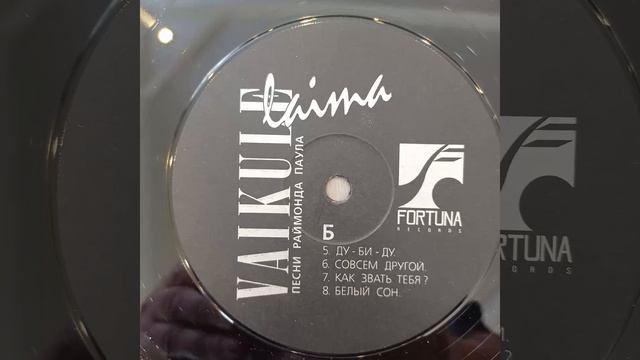 laima
VAIKULE
ПЕСНИ РАЙМОНДА ПАУЛА
FORTUNA
RECORDS
Б
5. ДУ - БИ - ДУ.
6. СОВСЕМ ДРУГОЙ.
7. КАК ЗВАТЬ ТЕБЯ ?
8. БЕЛЫЙ СОН.
FORTUNA
RECORDS